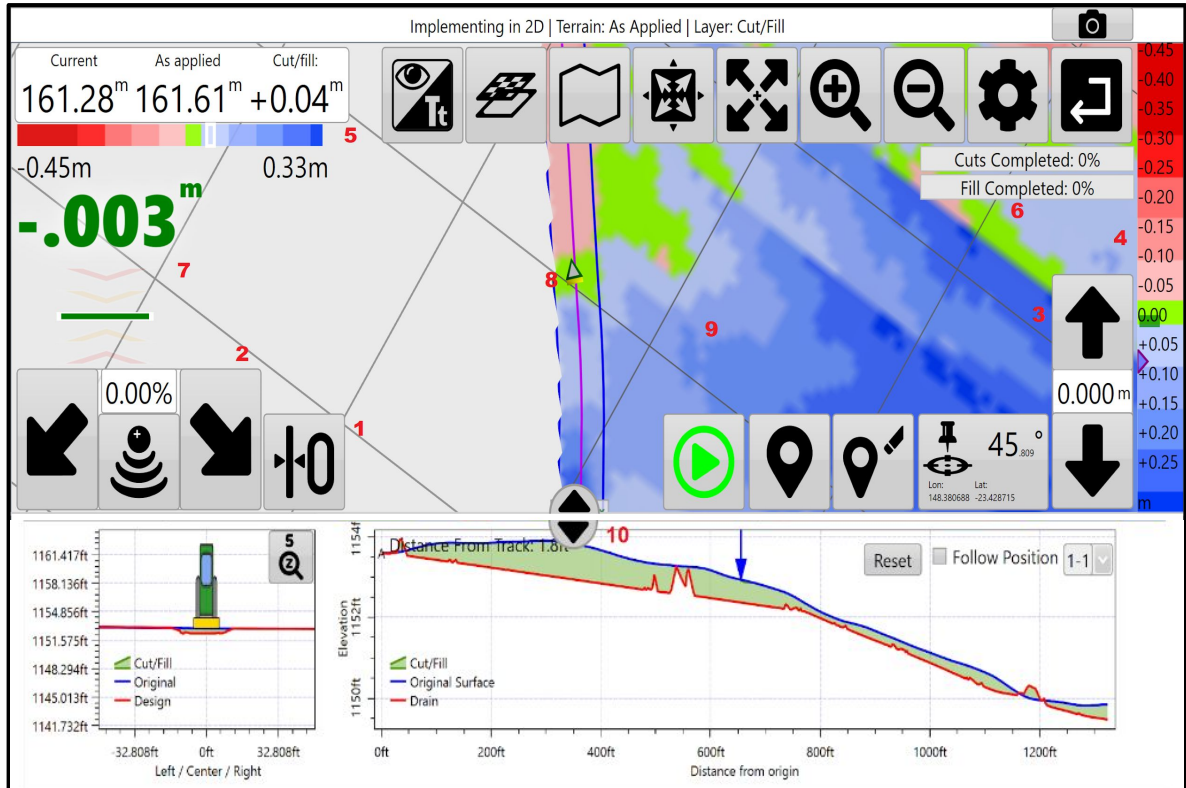 Implementing in 2D | Terrain: As Applied | Layer: Cut/Fill
Current As applied Cut/fill:
161.28 m 161.61 m +0.04 m
5
-0.45m 0.33m
-.003 m
7
2
0.00%
1
Tt
Cuts Completed: 0%
Fill Completed: 0%
6
4
8
3
9
-0.45
-0.40
-0.35
-0.30
-0.25
-0.20
-0.15
-0.10
-0.05
0.00
+0.05
+0.10
+0.15
+0.20
+0.25
m
0.000 m
45.809 °
Lon: Lat:
148.380688 -23.428715
10
1161.417ft
1158.136ft
1154.856ft
1151.575ft
1148.294ft
1145.013ft
1141.732ft
5
Z
Cut/Fill
Original
Design
-32.808ft 0ft 32.808ft
Left / Center / Right
Elevation
1154f
1152ft
1150ft
A
Distance From Track: 1.8ft
Reset Follow Position 1-1
Cut/Fill
Original Surface
Drain
0ft 200ft 400ft 600ft 800ft 1000ft 1200ft
Distance from origin